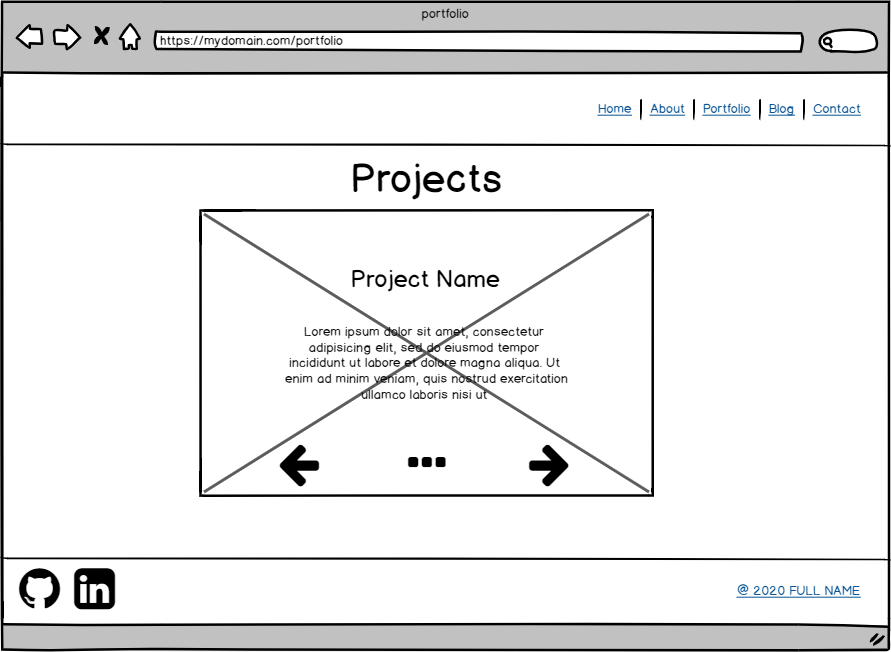 portfolio
https://mydomain.com/portfolio
Home | About | Portfolio | Blog | Contact
Projects
Project Name
Lorem ipsum dolor sit amet, consectetur
adipisicing elit, sed do eiusmod tempor
incididunt ut labore et dolore magna aliqua. Ut
enim ad minim veniam, quis nostrud exercitation
ullamco laboris nisi ut
in
@ 2020 FULL NAME